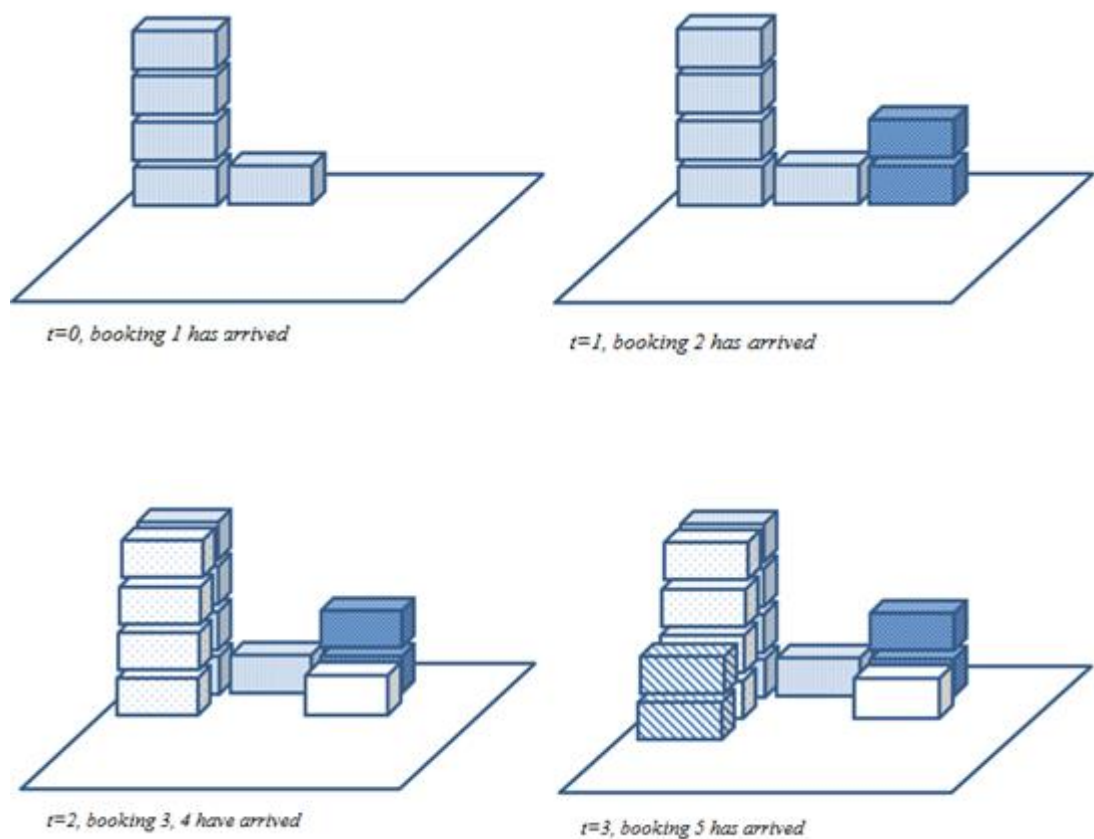 t=0, booking 1 has arrived
t=1, booking 2 has arrived
t=2, booking 3, 4 have arrived
t=3, booking 5 has arrived